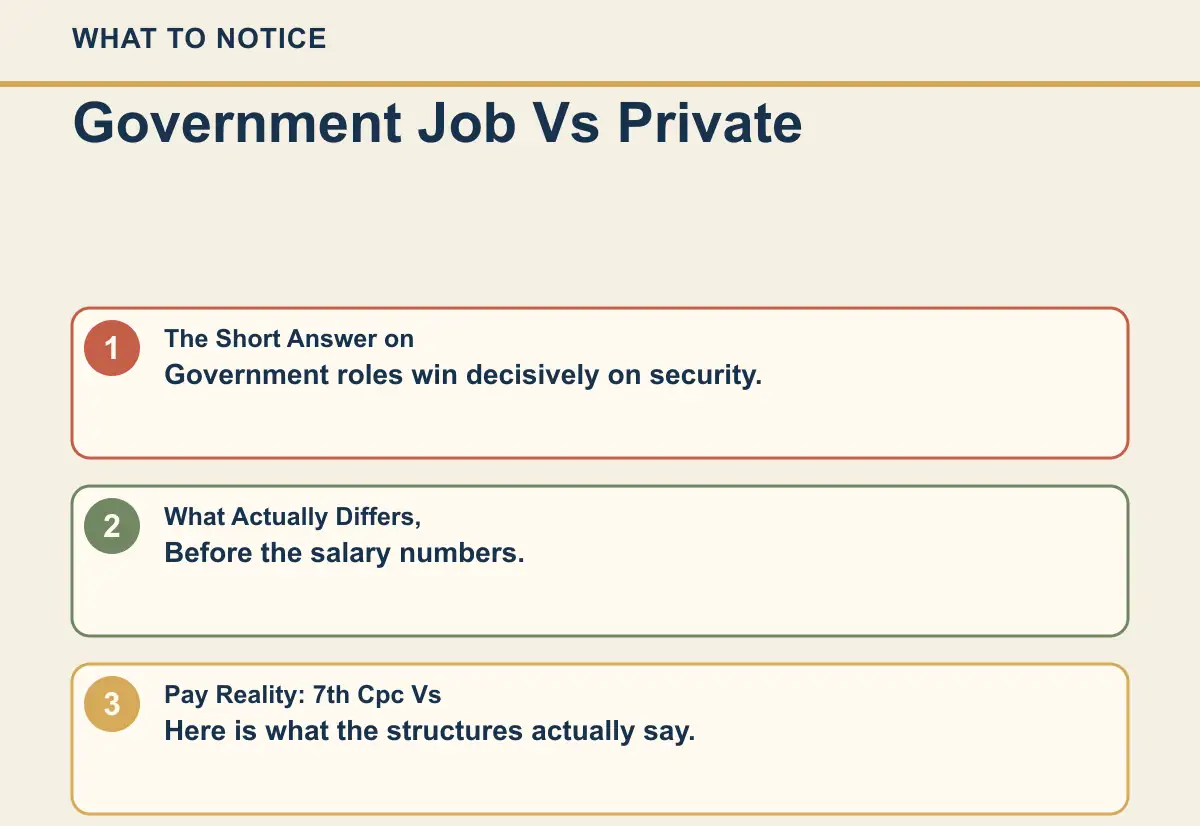 WHAT TO NOTICE
Government Job Vs Private
1
The Short Answer on
Government roles win decisively on security.
2
What Actually Differs,
Before the salary numbers.
3
Pay Reality: 7th Cpc Vs
Here is what the structures actually say.